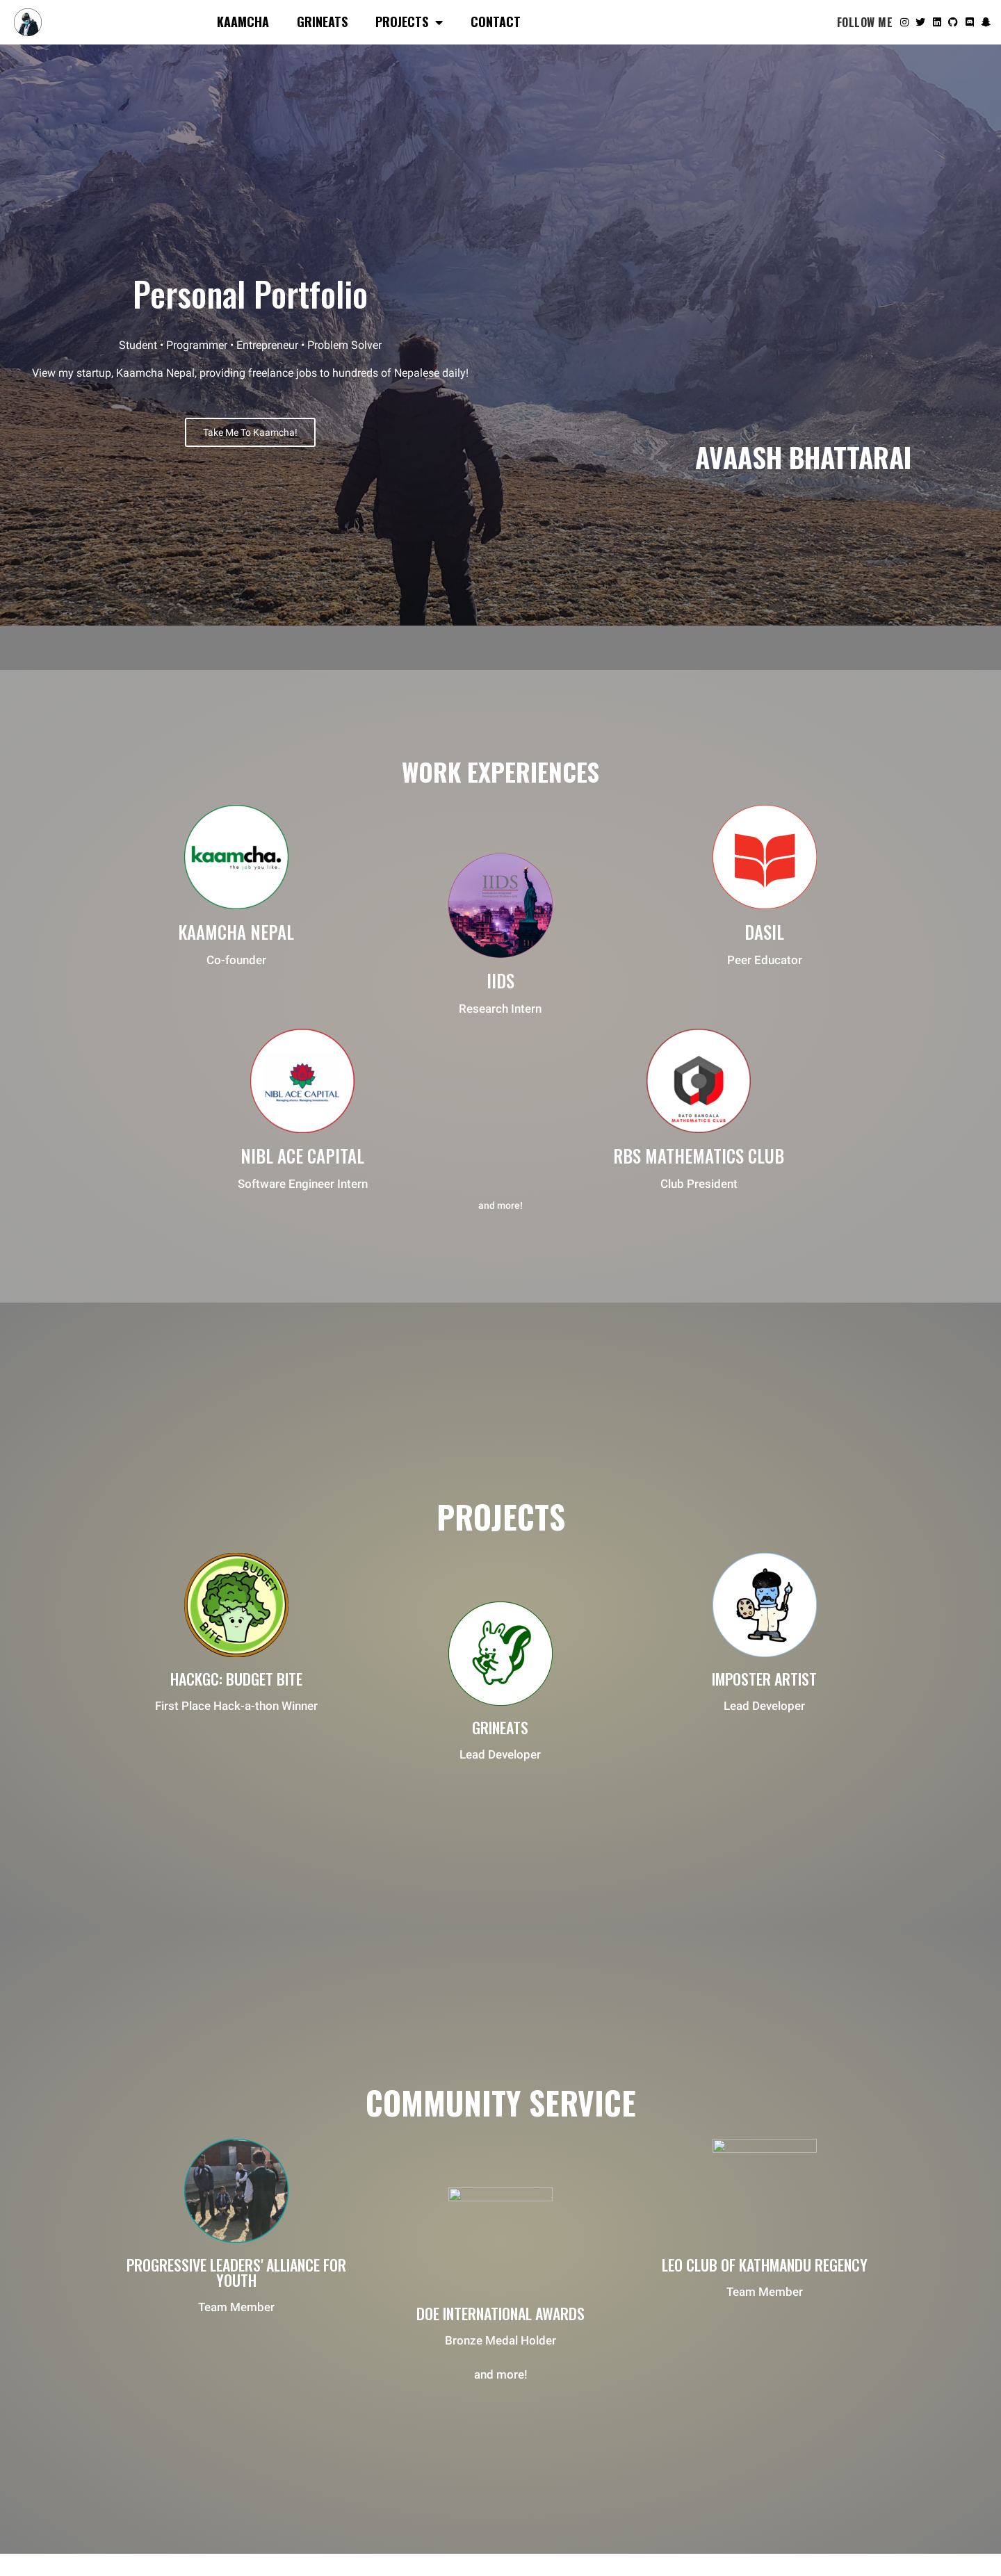 KAAMCHA GRINEATS PROJECTS CONTACT FOLLOW ME
Personal Portfolio
Student • Programmer • Entrepreneur • Problem Solver
View my startup, Kaamcha Nepal, providing freelance jobs to hundreds of Nepalese daily!
Take Me To Kaamcha!
AVAASH BHATTARAI
WORK EXPERIENCES
kaamcha.
the job you like.
KAAMCHA NEPAL
Co-founder
IIDS
IIDS
Research Intern
DASIL
Peer Educator
NIBL ACE CAPITAL
NIBL ACE CAPITAL
Software Engineer Intern
RATO BANGALA
MATHEMATICS CLUB
RBS MATHEMATICS CLUB
Club President
and more!
PROJECTS
BUDGET
BITE
HACKGC: BUDGET BITE
First Place Hack-a-thon Winner
GRINEATS
Lead Developer
IMPOSTER ARTIST
Lead Developer
COMMUNITY SERVICE
PROGRESSIVE LEADERS' ALLIANCE FOR
YOUTH
Team Member
DOE INTERNATIONAL AWARDS
Bronze Medal Holder
LEO CLUB OF KATHMANDU REGENCY
Team Member
and more!